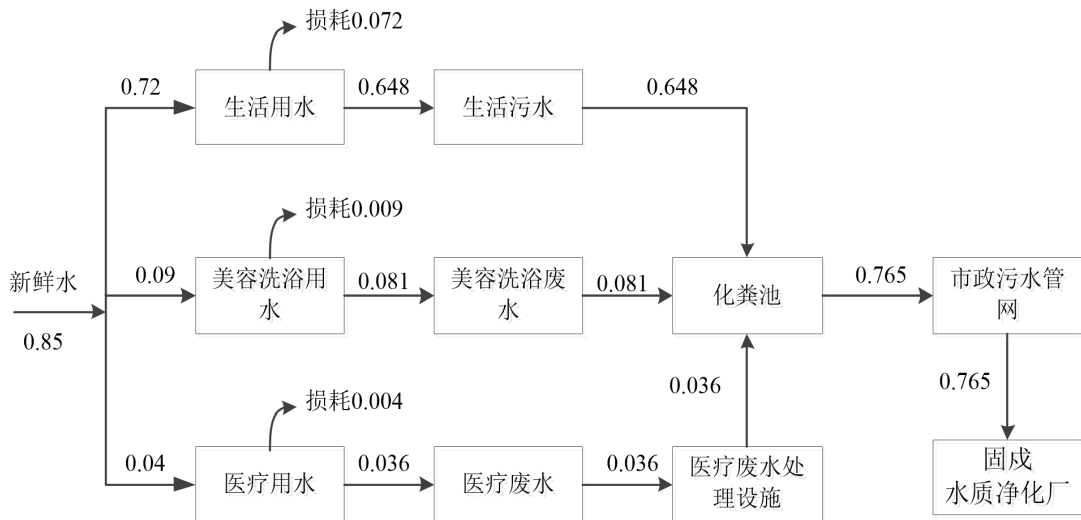 损耗0.072
0.72
生活用水
0.648
生活污水
0.648
损耗0.009
新鲜水
0.85
0.09
美容洗浴用
水
0.081
美容洗浴废
水
0.081
化粪池
0.765
市政污水管
网
0.765
损耗0.004
0.036
0.04
医疗用水
0.036
医疗废水
0.036
医疗废水处
理设施
固戍
水质净化厂